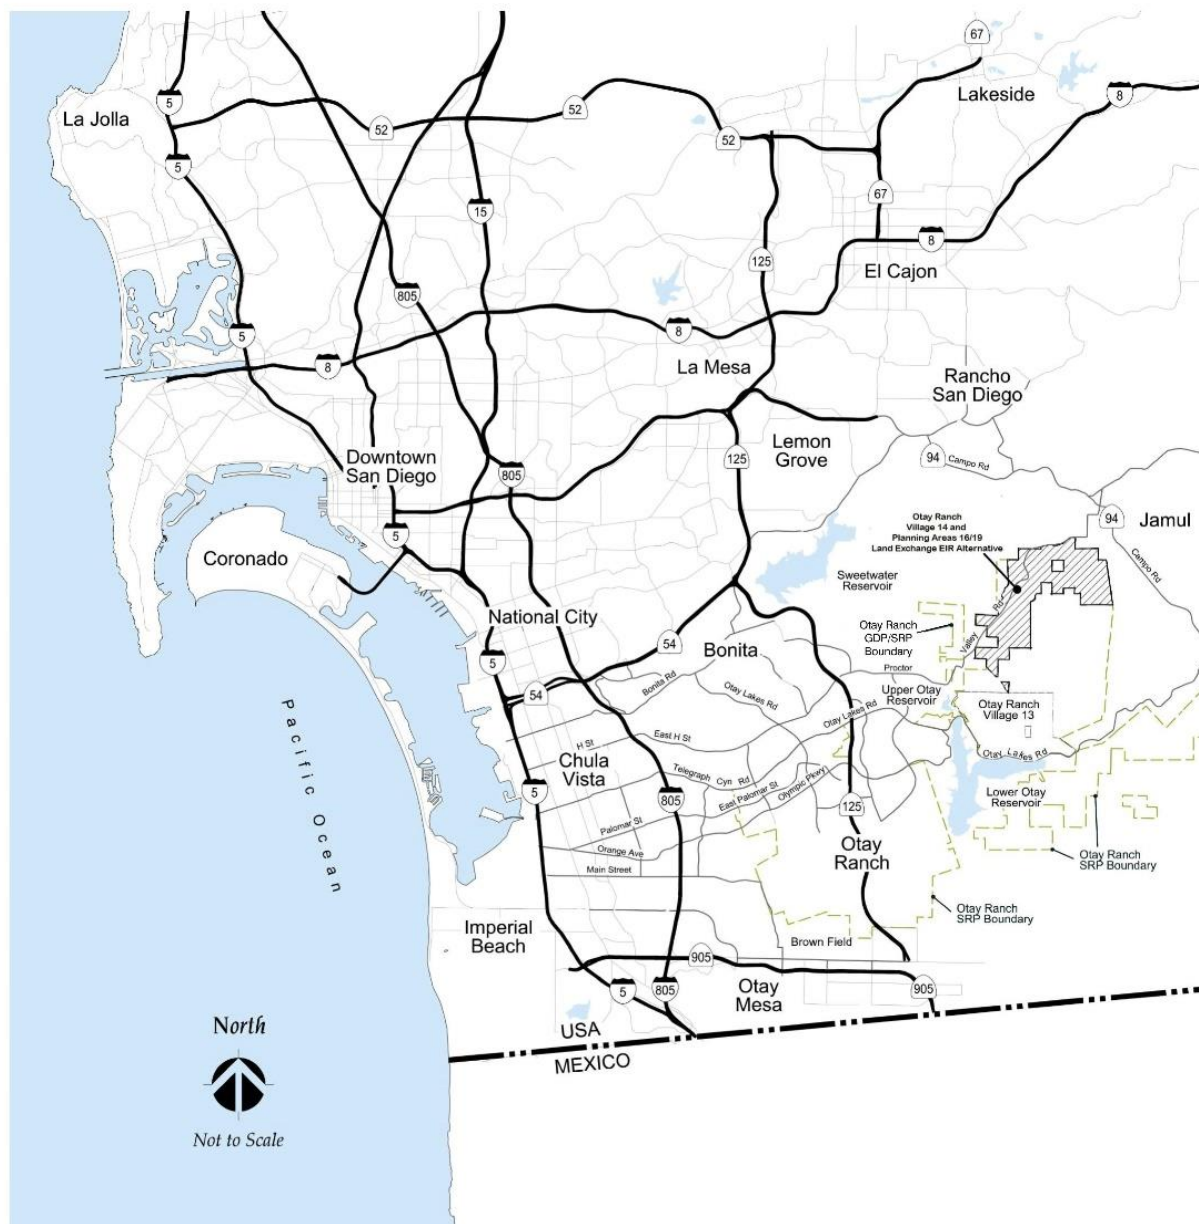 67
Lakeside
8
5
La Jolla
52
52
52
5
67
15
8
125
El Cajon
805
5
8
8
La Mesa
Rancho
San Diego
Lemon
Grove
Downtown
San Diego
125
94
Campo Rd
805
Otay Ranch
Village 14 and
Planning Areas 16/19
Land Exchange EIR Alternative
94
Jamul
5
Coronado
Campo Rd
Sweetwater
Reservoir
National City
Otay Ranch
GDP/SRP
Boundary
Rd
Valley
54
Bonita
5
Proctor
Bonita Rd
54
Otay Lakes Rd
Upper Otay
Reservoir
Otay Ranch
Village 13
Otay Lakes Rd
Pacific Ocean
H St
East H St
Otay Lakes Rd
Chula
Vista
Telegraph Cyn Rd
East Palomar St
Olympic Pkwy
5
805
125
Lower Otay
Reservoir
Palomar St
Orange Ave
Main Street
Otay
Ranch
Otay Ranch
SRP Boundary
Otay Ranch
SRP Boundary
Imperial
Beach
Brown Field
905
5
805
Otay
Mesa
905
North
USA
MEXICO
Not to Scale